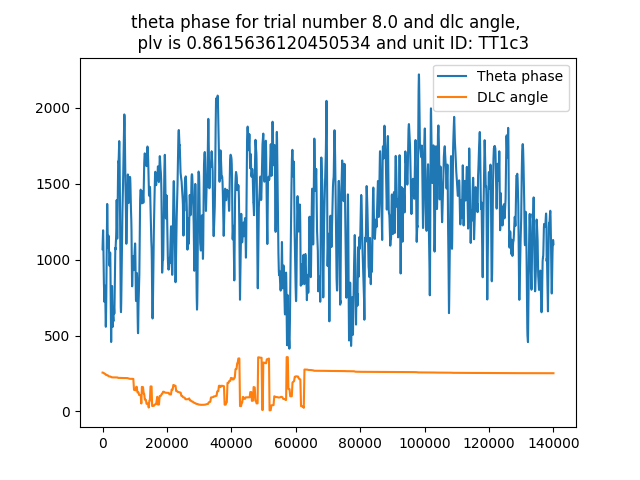 theta phase for trial number 8.0 and dlc angle,
plv is 0.8615636120450534 and unit ID: TT1c3
Theta phase
DLC angle
2000
1500
1000
500
0
0 20000 40000 60000 80000 100000 120000 140000